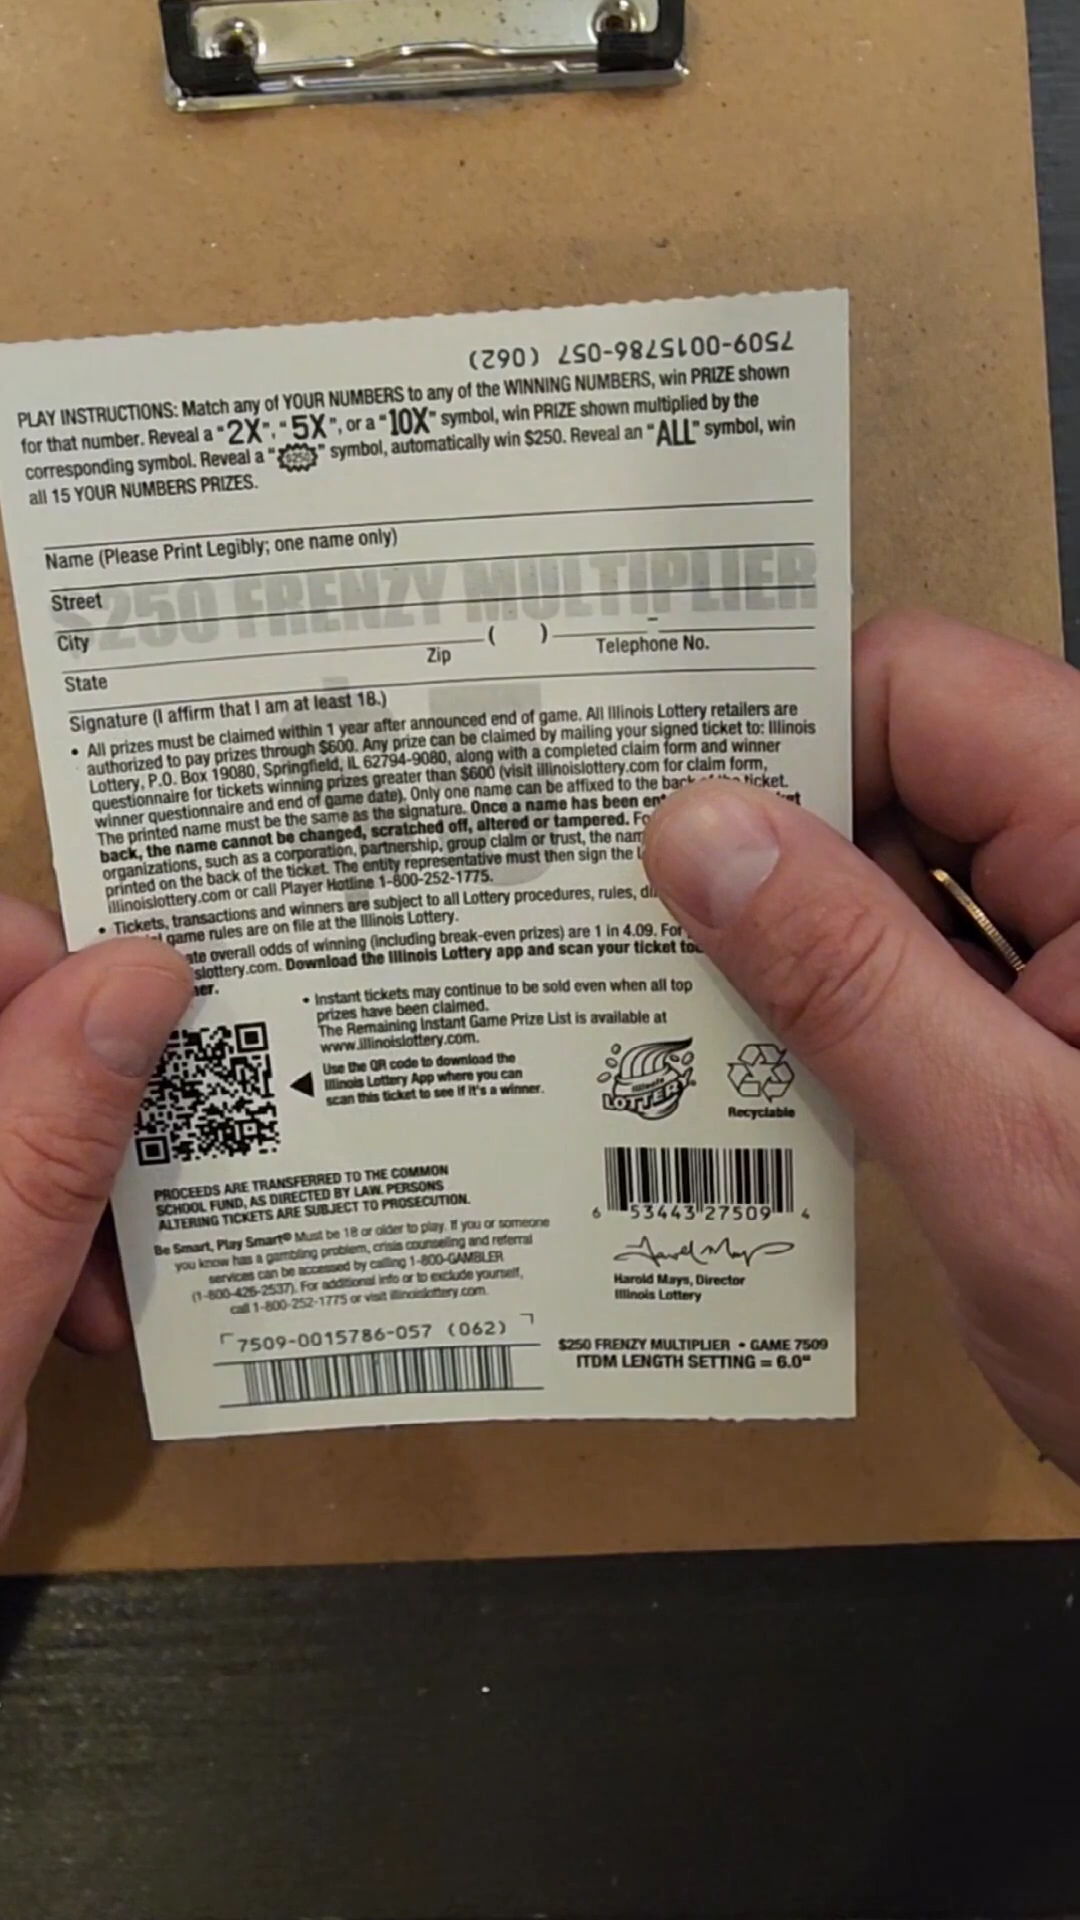 7509-0015786-057 (062)
PLAY INSTRUCTIONS: Match any of YOUR NUMBERS to any of the WINNING NUMBERS, win PRIZE shown
for that number. Reveal a "2X", "5X", or a "10X" symbol, win PRIZE shown multiplied by the
corresponding symbol. Reveal a "$250" symbol, automatically win $250. Reveal an "ALL" symbol, win
all 15 YOUR NUMBERS PRIZES.
Name (Please Print Legibly; one name only)
$250 FRENZY MULTIPLIER
Street
City
Zip ( ) - Telephone No.
State
Signature (I affirm that I am at least 18.)
• All prizes must be claimed within 1 year after announced end of game. All Illinois Lottery retailers are
authorized to pay prizes through $600. Any prize can be claimed by mailing your signed ticket to: Illinois
Lottery, P.O. Box 19080, Springfield, IL 62794-9080, along with a completed claim form and winner
questionnaire for tickets winning prizes greater than $600 (visit illinoislottery.com for claim form,
winner questionnaire and end of game date). Only one name can be affixed to the back of the ticket.
The printed name must be the same as the signature. Once a name has been
back, the name cannot be changed, scratched off, altered or tampered.
organizations, such as a corporation, partnership, group claim or trust, the
printed on the back of the ticket. The entity representative must then sign the
illinoislottery.com or call Player Hotline 1-800-252-1775.
• Tickets, transactions and winners are subject to all Lottery procedures, rules,
game rules are on file at the Illinois Lottery.
overall odds of winning (including break-even prizes) are 1 in 4.09. For
slottery.com. Download the Illinois Lottery app and scan your ticket
• Instant tickets may continue to be sold even when all top
prizes have been claimed.
The Remaining Instant Game Prize List is available at
www.illinoislottery.com.
Use the QR code to download the
Illinois Lottery App where you can
scan this ticket to see if it's a winner.
Illinois
LOTTERY
Recyclable
PROCEEDS ARE TRANSFERRED TO THE COMMON
SCHOOL FUND, AS DIRECTED BY LAW. PERSONS
ALTERING TICKETS ARE SUBJECT TO PROSECUTION.
Be Smart, Play Smart® Must be 18 or older to play. If you or someone
you know has a gambling problem, crisis counseling and referral
services can be accessed by calling 1-800-GAMBLER
(1-800-426-2537). For additional info or to exclude yourself,
call 1-800-252-1775 or visit illinoislottery.com.
6 53443 27509 4
Harold Mays, Director
Illinois Lottery
7509-0015786-057 (062)
$250 FRENZY MULTIPLIER • GAME 7509
ITDM LENGTH SETTING = 6.0"